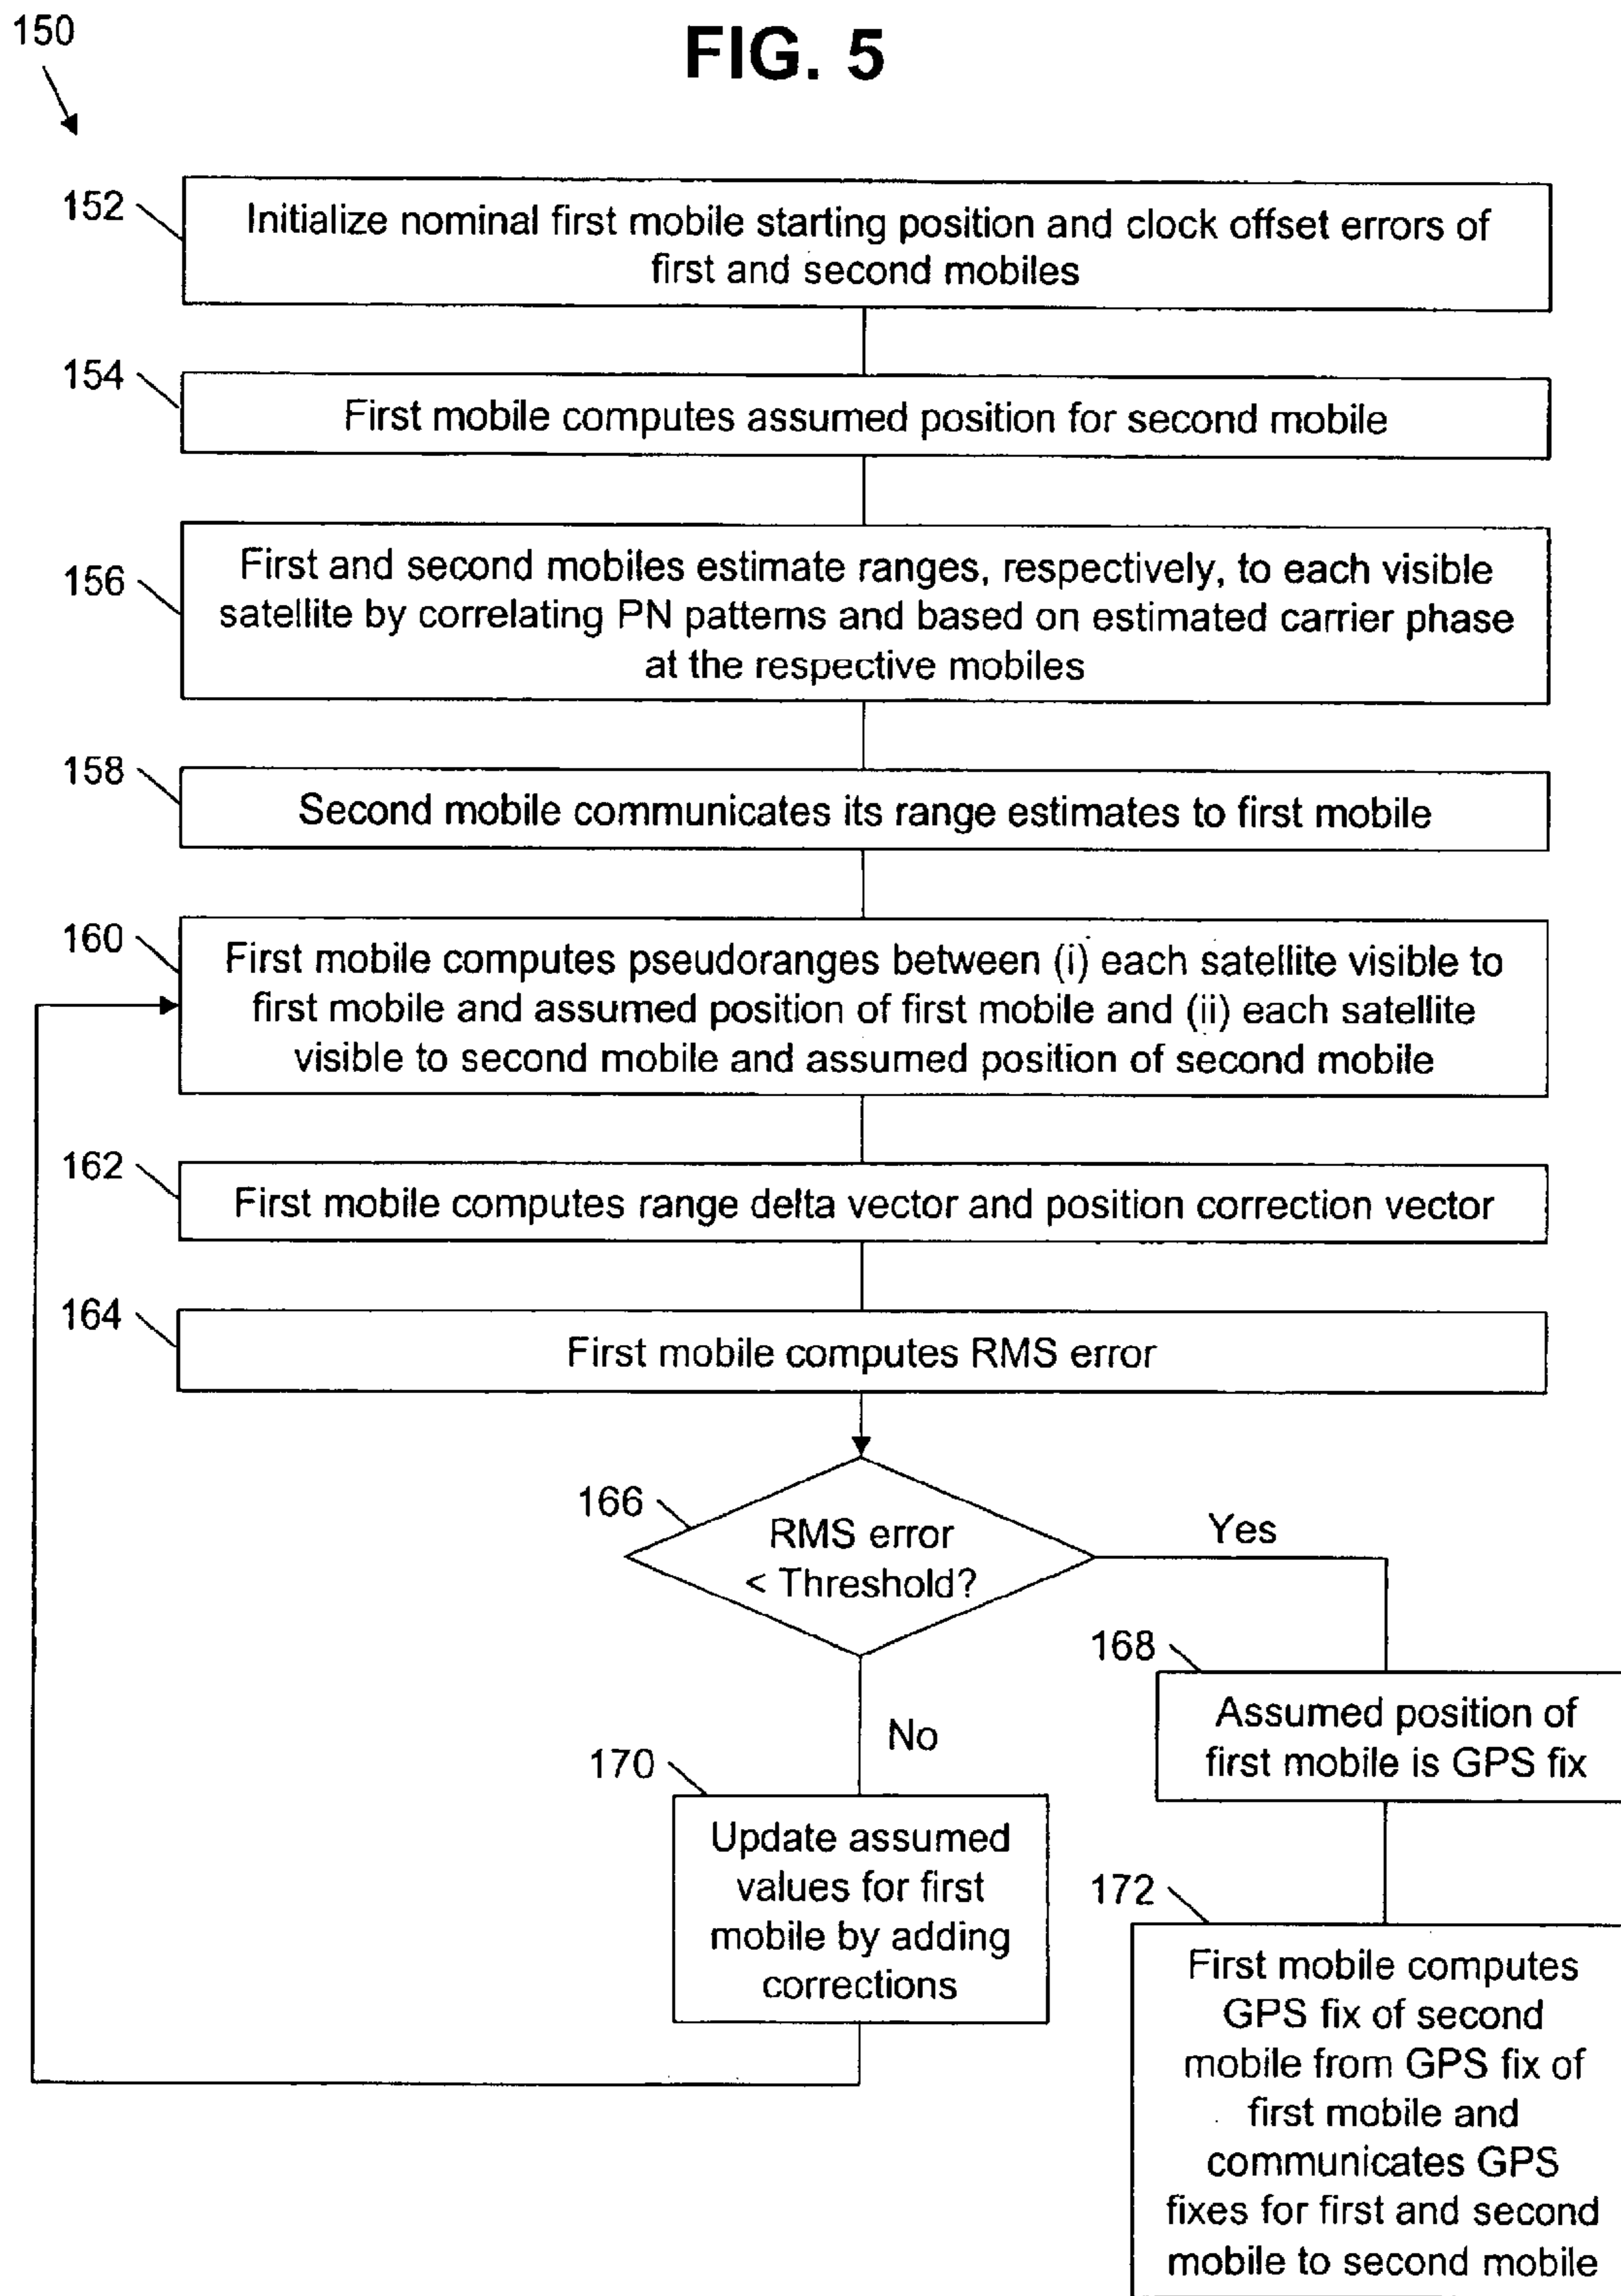 150
FIG. 5
152
Initialize nominal first mobile starting position and clock offset errors of
first and second mobiles
154
First mobile computes assumed position for second mobile
156
First and second mobiles estimate ranges, respectively, to each visible
satellite by correlating PN patterns and based on estimated carrier phase
at the respective mobiles
158
Second mobile communicates its range estimates to first mobile
160
First mobile computes pseudoranges between (i) each satellite visible to
first mobile and assumed position of first mobile and (ii) each satellite
visible to second mobile and assumed position of second mobile
162
First mobile computes range delta vector and position correction vector
164
First mobile computes RMS error
166
RMS error
< Threshold?
Yes
168
Assumed position of
first mobile is GPS fix
No
170
Update assumed
values for first
mobile by adding
corrections
172
First mobile computes
GPS fix of second
mobile from GPS fix of
first mobile and
communicates GPS
fixes for first and second
mobile to second mobile